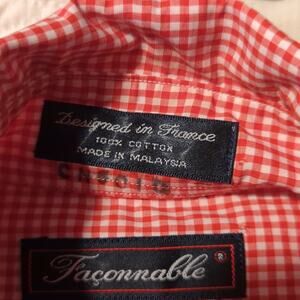 Designed in France
100% COTTON
MADE IN MALAYSIA
Façonnable
®